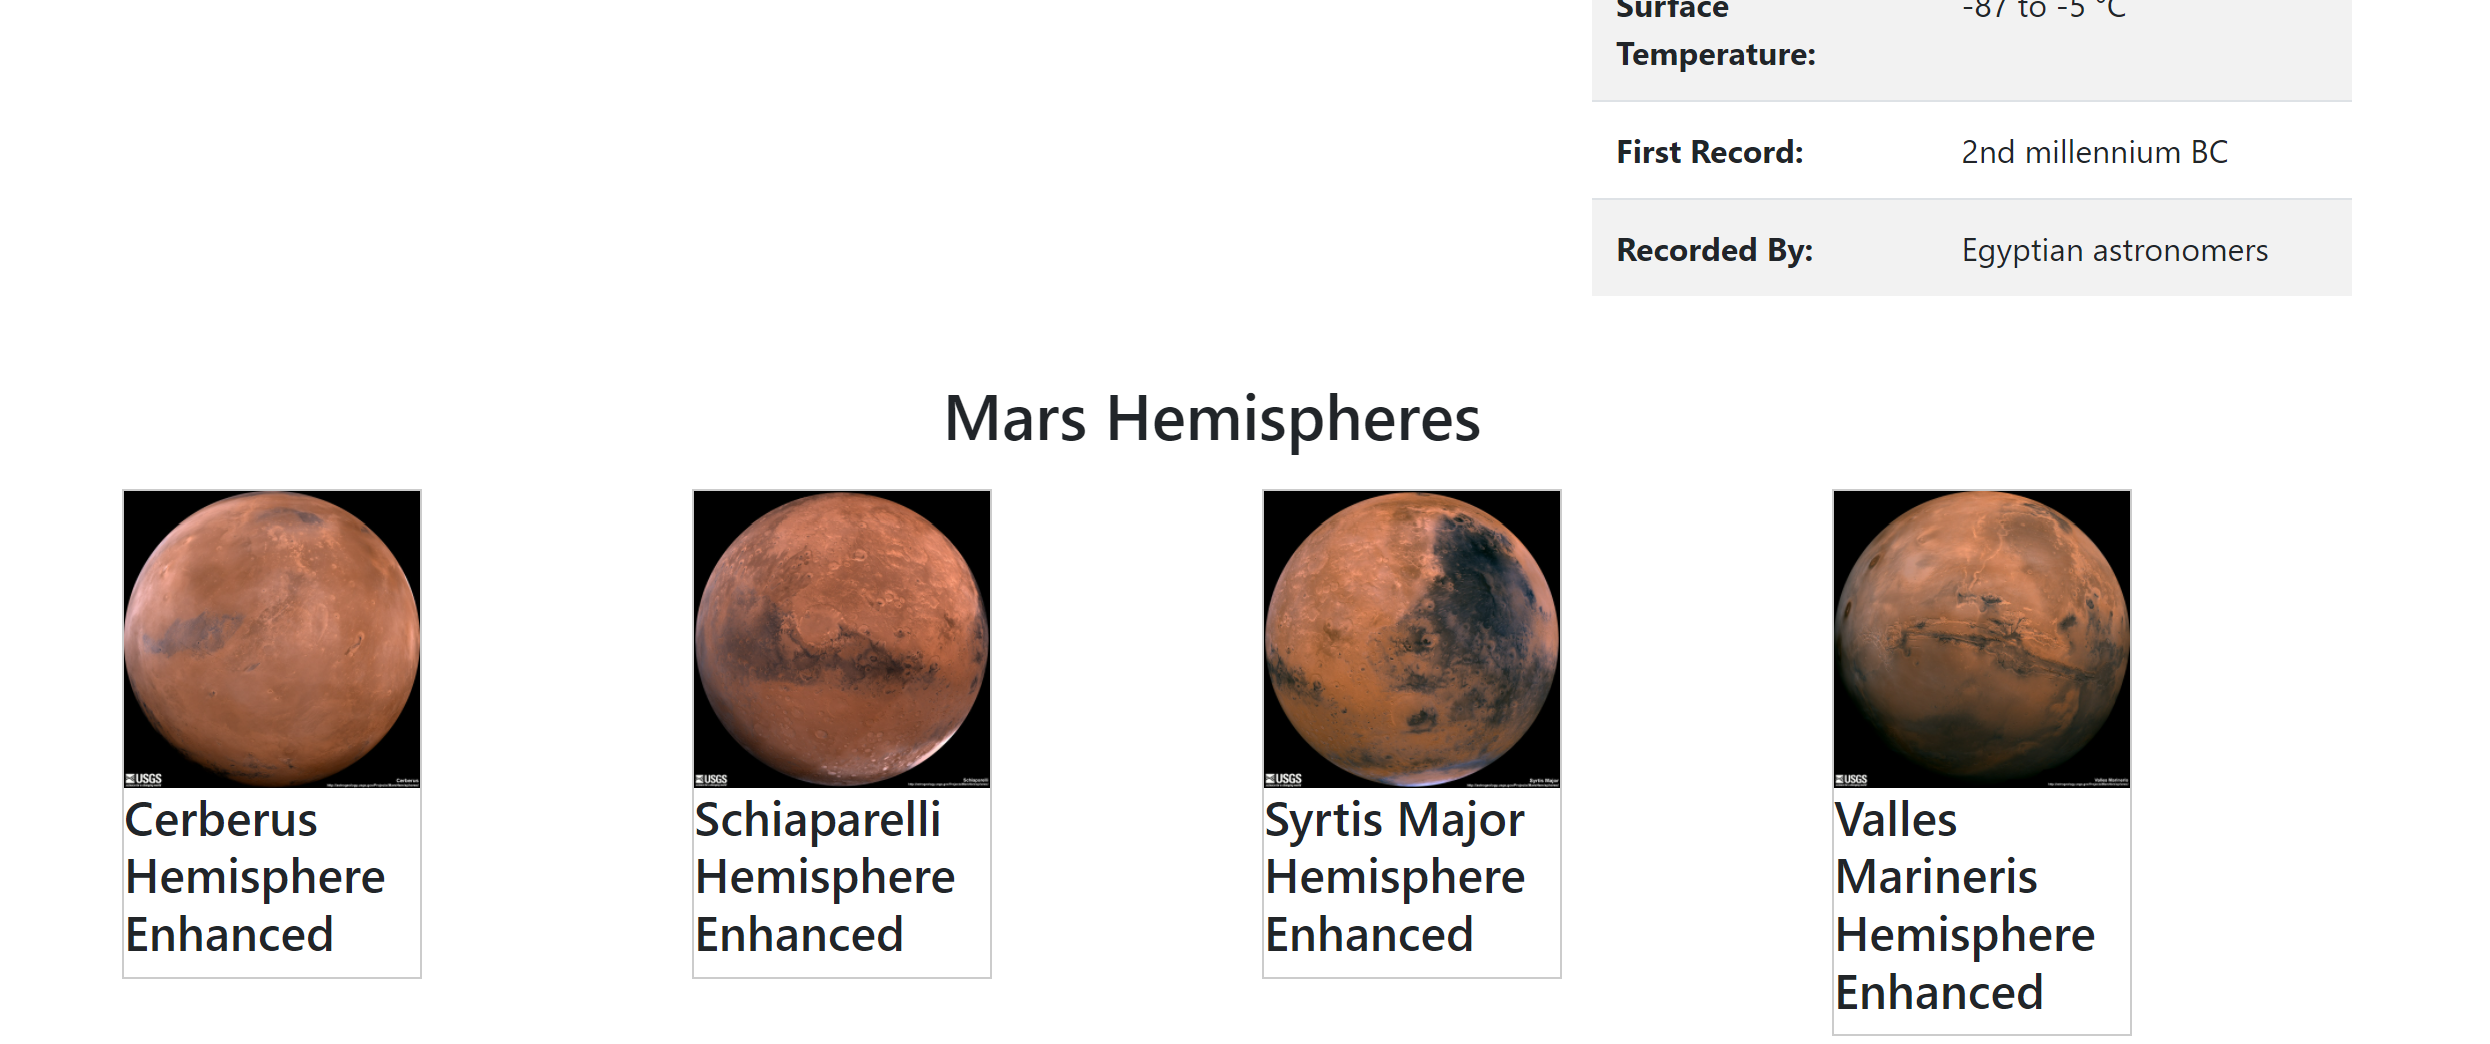 Surface -87 to -5 °C
Temperature:
First Record: 2nd millennium BC
Recorded By: Egyptian astronomers
Mars Hemispheres
USGS
Cerberus
USGS
Schiaparelli
USGS
Syrtis Major
USGS
Valles Marineris
Cerberus
Hemisphere
Enhanced
Schiaparelli
Hemisphere
Enhanced
Syrtis Major
Hemisphere
Enhanced
Valles
Marineris
Hemisphere
Enhanced